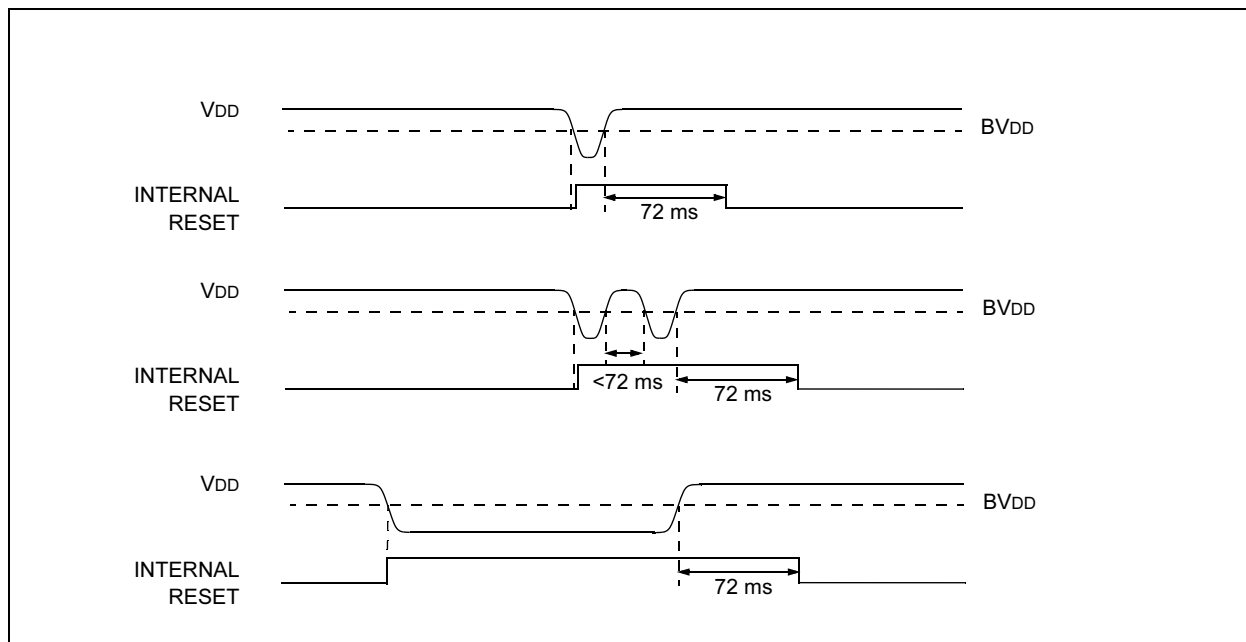 VDD
BVDD
INTERNAL
RESET
72 ms
VDD
BVDD
INTERNAL
RESET
<72 ms
72 ms
VDD
BVDD
INTERNAL
RESET
72 ms